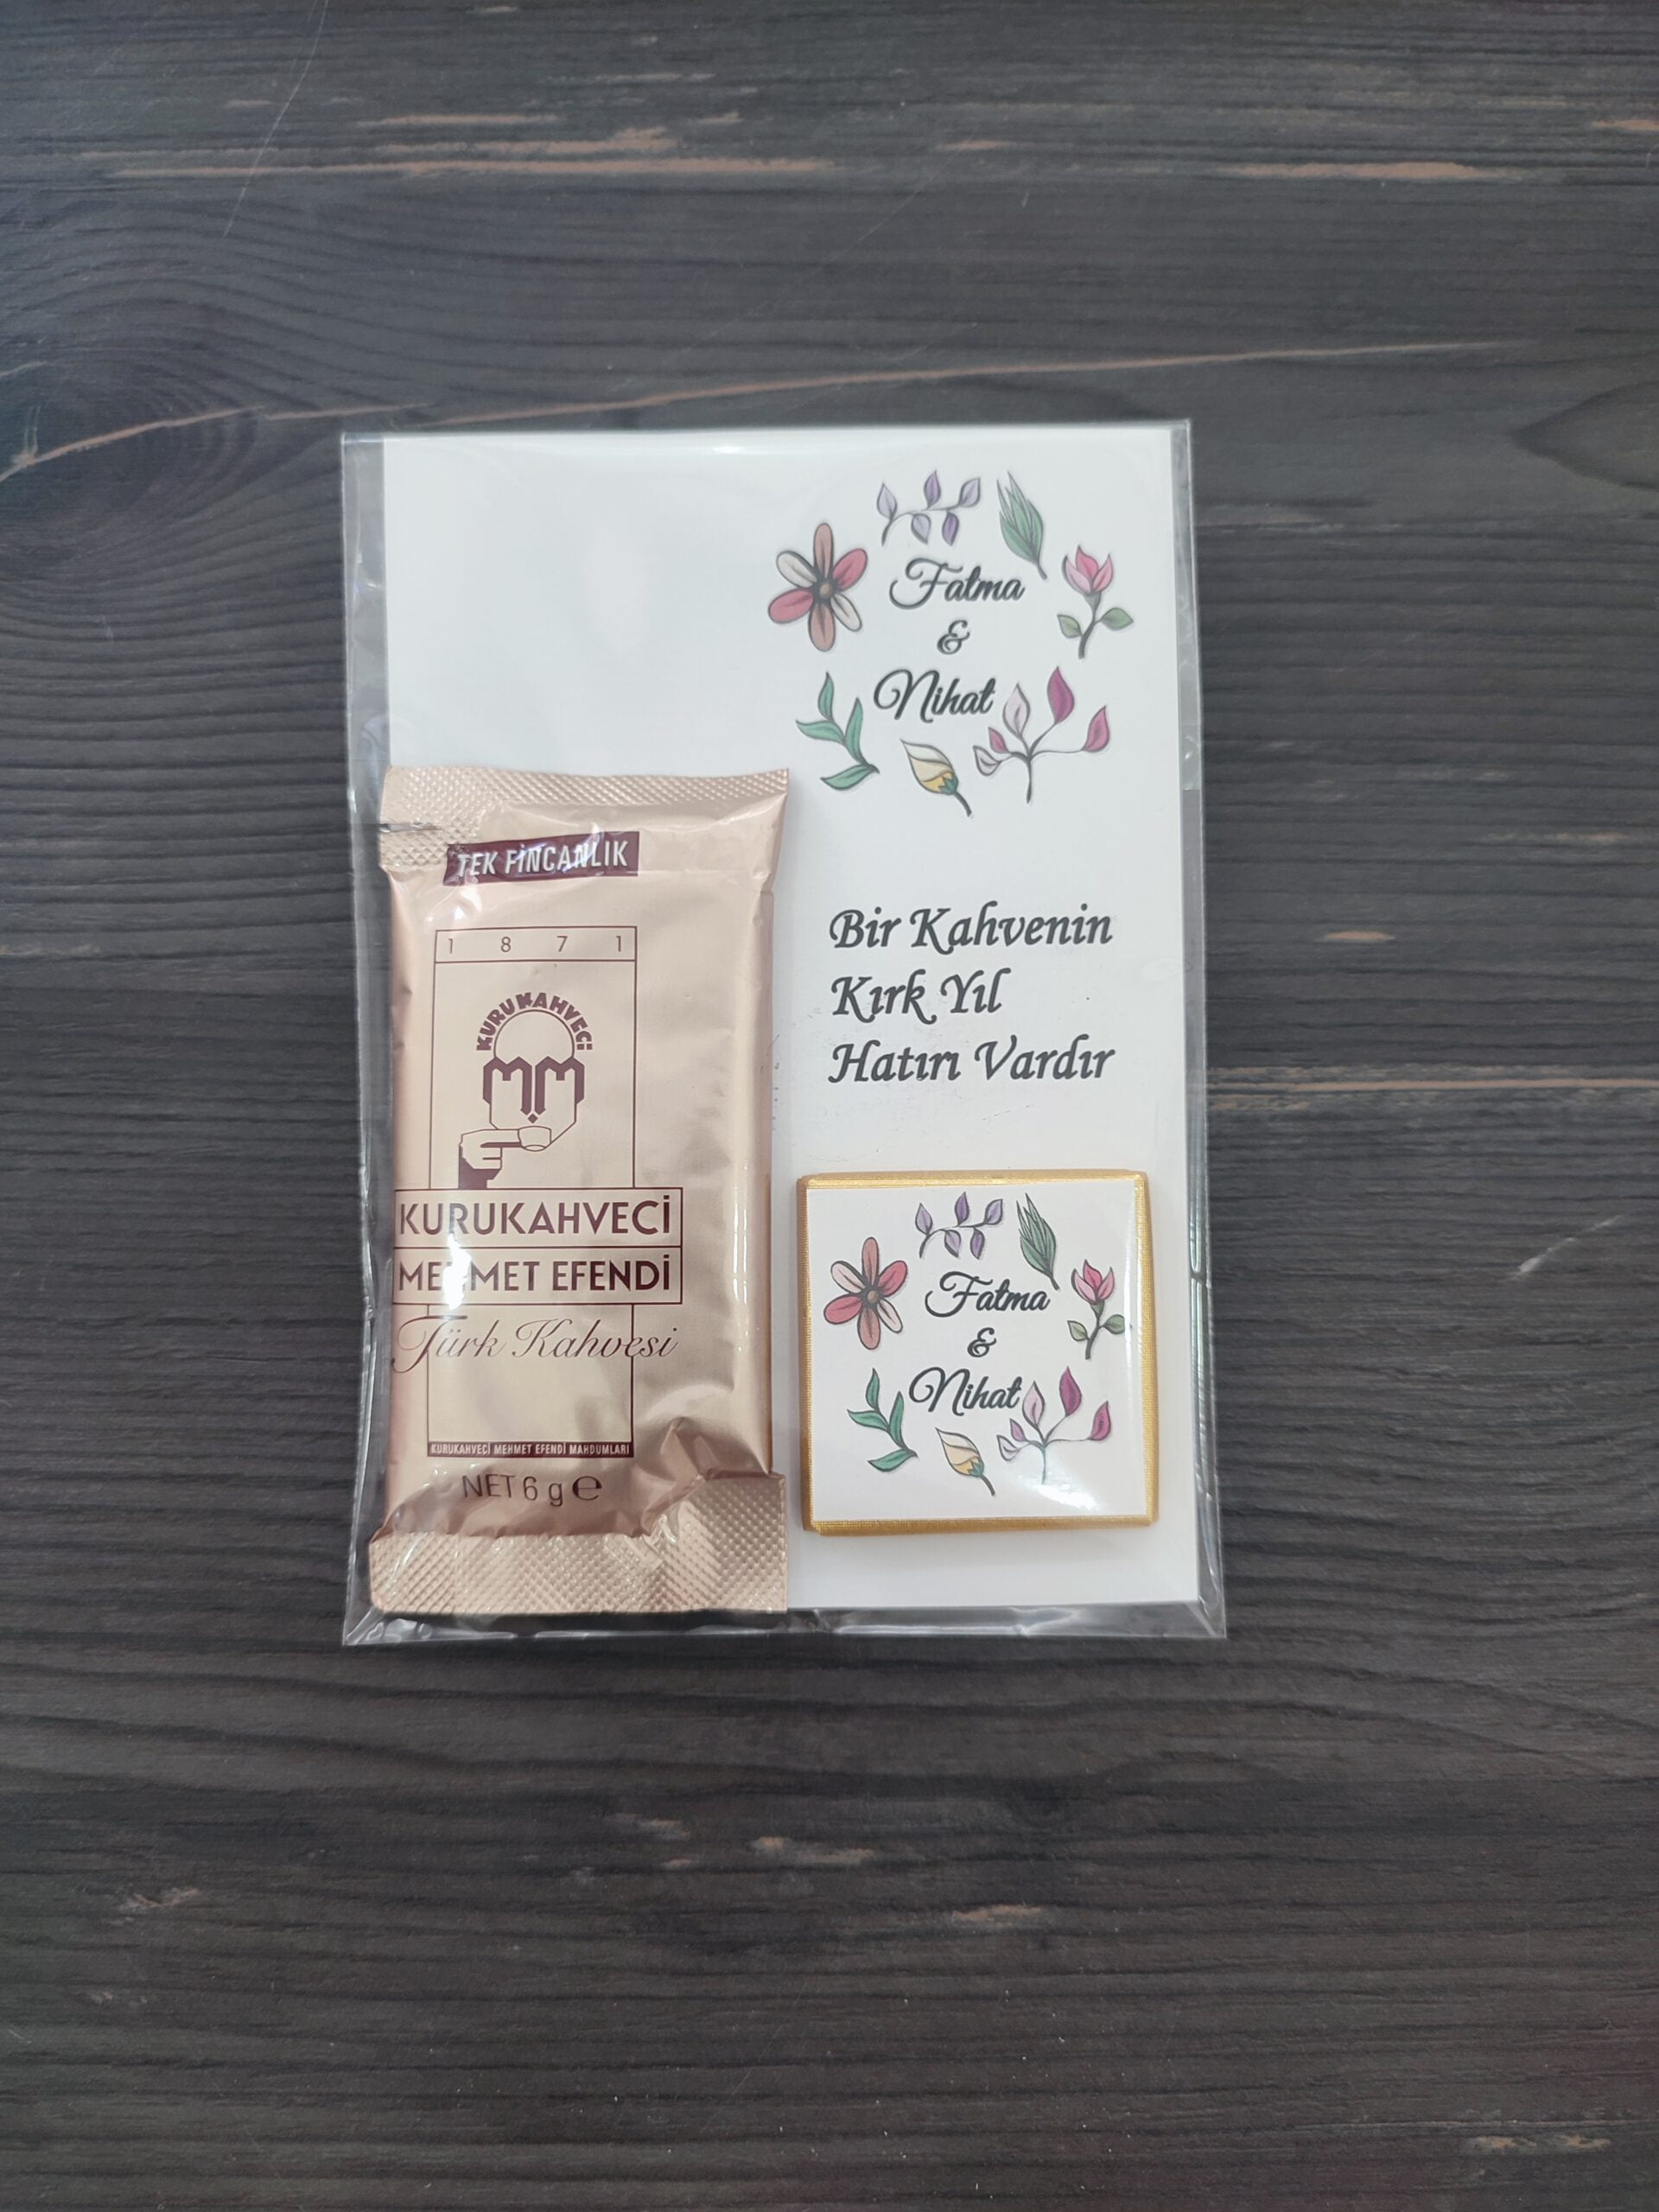 Fatma
&
Nihat
Bir Kahvenin
Kırk Yıl
Hatırı Vardır
TEK FİNCANLIK
1 8 7 1
KURUKAHVECİ
MM
KURUKAHVECİ
MEHMET EFENDİ
Türk Kahvesi
KURUKAHVECİ MEHMET EFENDİ MAHDUMLARI
NET 6 g ℮
Fatma
&
Nihat